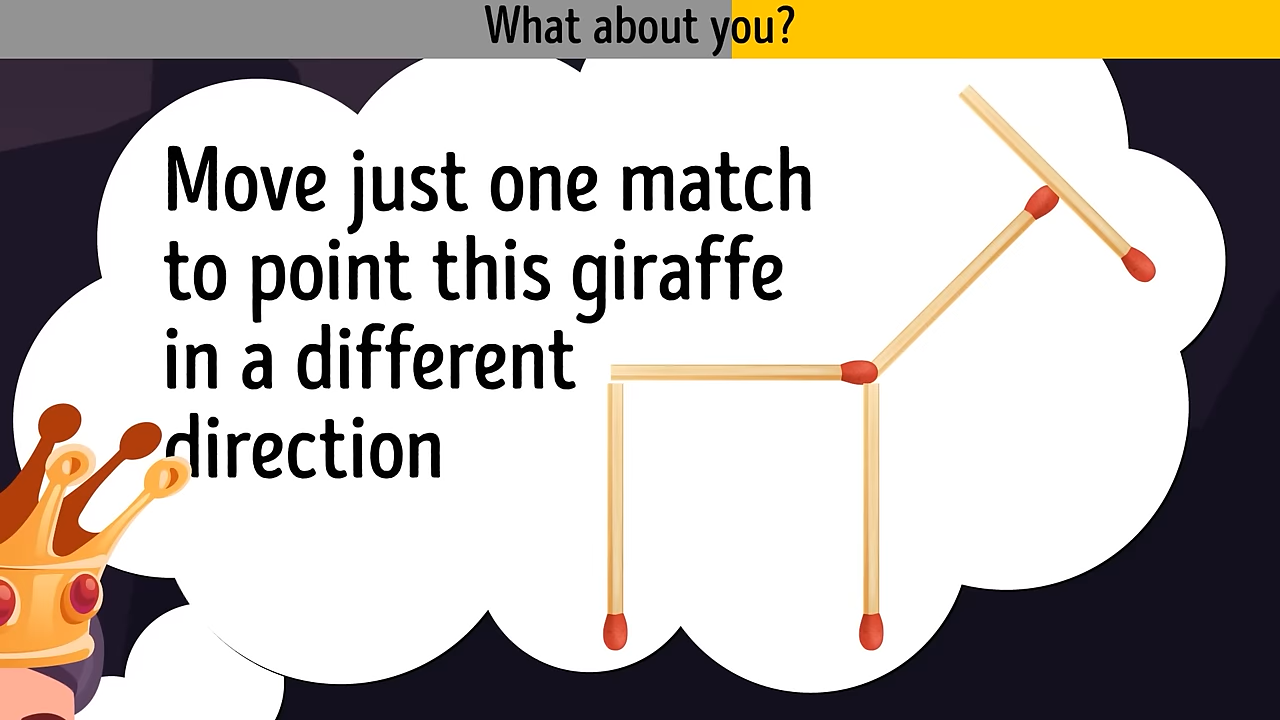 What about you?
Move just one match
to point this giraffe
in a different
direction